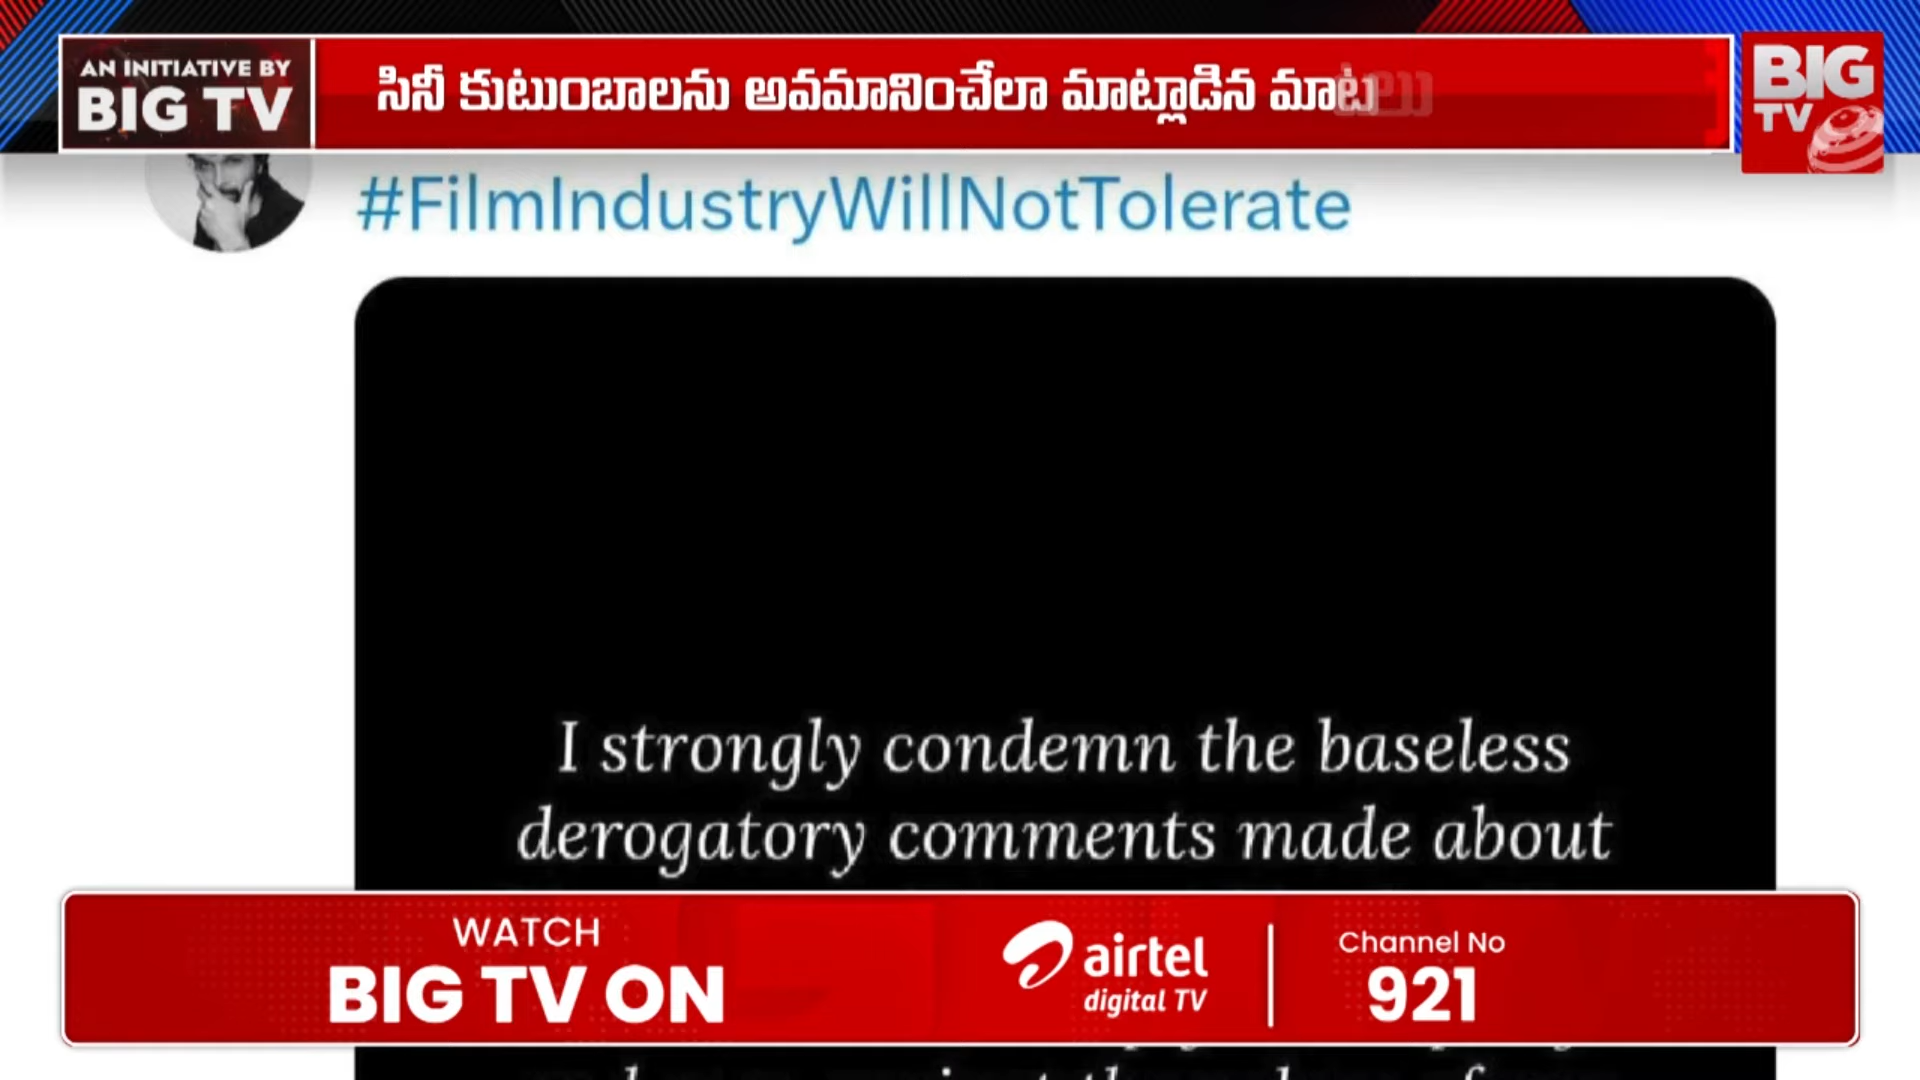 AN INITIATIVE BY
BIG TV
సినీ కుటుంబాలను అవమానించేలా మాట్లాడిన మాటలు
BIG
TV
#FilmIndustryWillNotTolerate
I strongly condemn the baseless
derogatory comments made about
WATCH
BIG TV ON
airtel
digital TV
Channel No
921